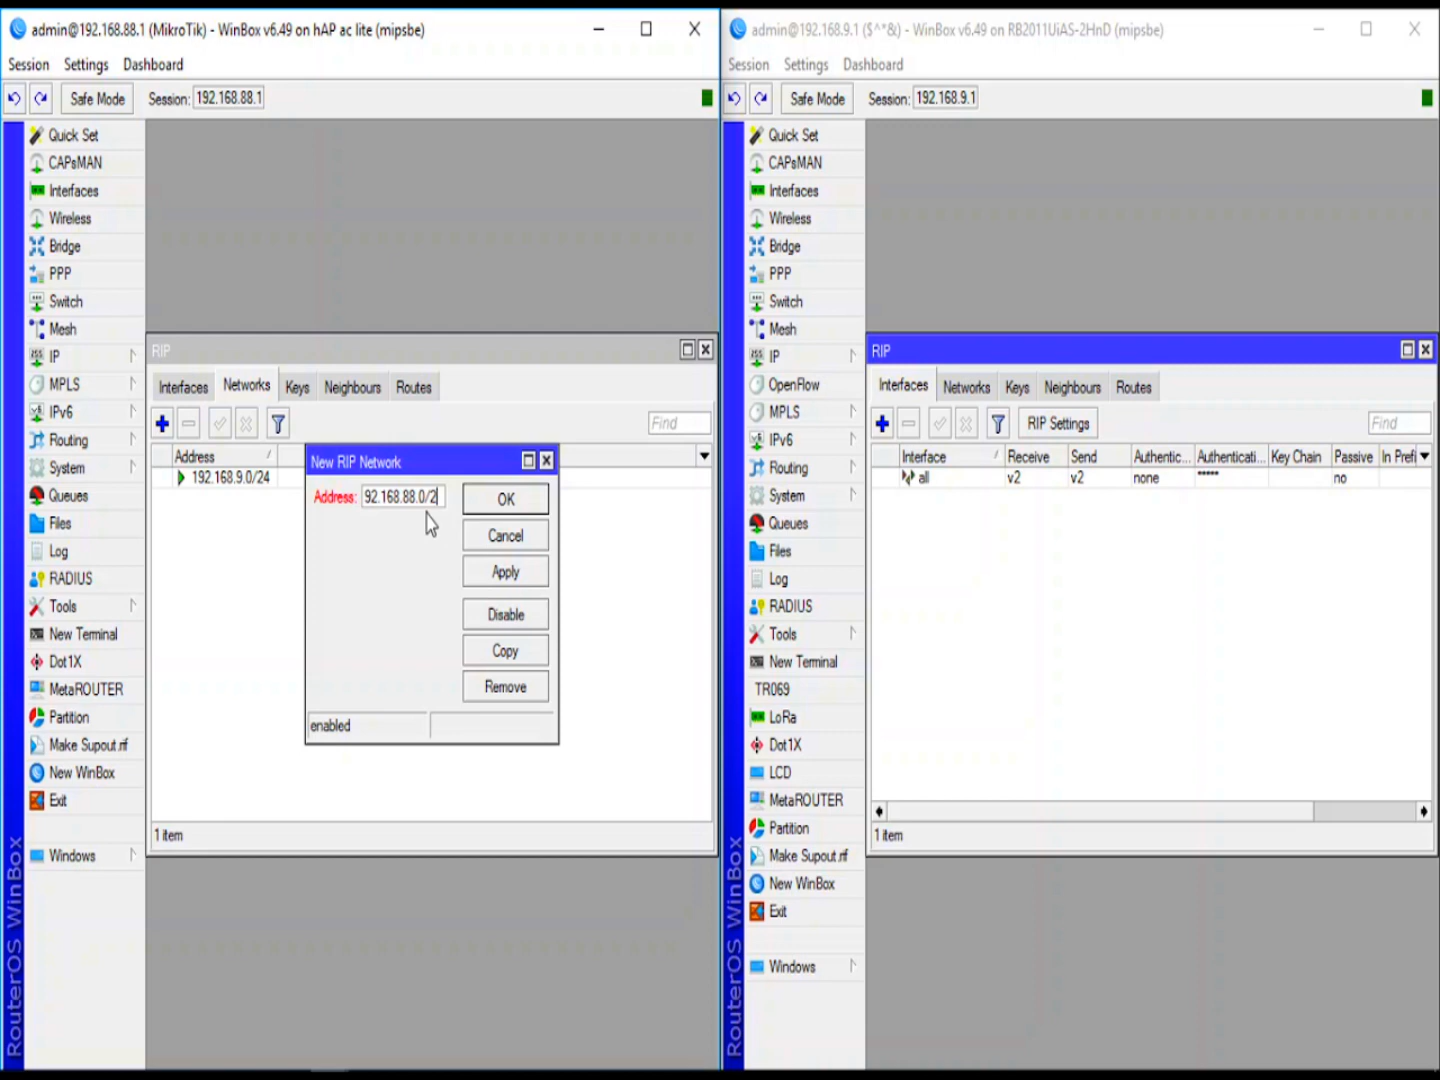 admin@192.168.88.1 (MikroTik) - WinBox v6.49 on hAP ac lite (mipsbe)
Session Settings Dashboard
Safe Mode Session: 192.168.88.1
Quick Set
CAPsMAN
Interfaces
Wireless
Bridge
PPP
Switch
Mesh
IP
MPLS
IPv6
Routing
System
Queues
Files
Log
RADIUS
Tools
New Terminal
Dot1X
MetaROUTER
Partition
Make Supout.rif
New WinBox
Exit
Windows
RouterOS WinBox
RIP
Interfaces Networks Keys Neighbours Routes
Find
Address
192.168.9.0/24
New RIP Network
Address: 92.168.88.0/2
OK
Cancel
Apply
Disable
Copy
Remove
enabled
1 item
admin@192.168.9.1 ($^*&) - WinBox v6.49 on RB2011UiAS-2HnD (mipsbe)
Session Settings Dashboard
Safe Mode Session: 192.168.9.1
Quick Set
CAPsMAN
Interfaces
Wireless
Bridge
PPP
Switch
Mesh
IP
OpenFlow
MPLS
IPv6
Routing
System
Queues
Files
Log
RADIUS
Tools
New Terminal
TR069
LoRa
Dot1X
LCD
MetaROUTER
Partition
Make Supout.rif
New WinBox
Exit
Windows
RouterOS WinBox
RIP
Interfaces Networks Keys Neighbours Routes
RIP Settings Find
Interface Receive Send Authentic... Authenticati... Key Chain Passive In Prefi
all v2 v2 none ***** no
1 item